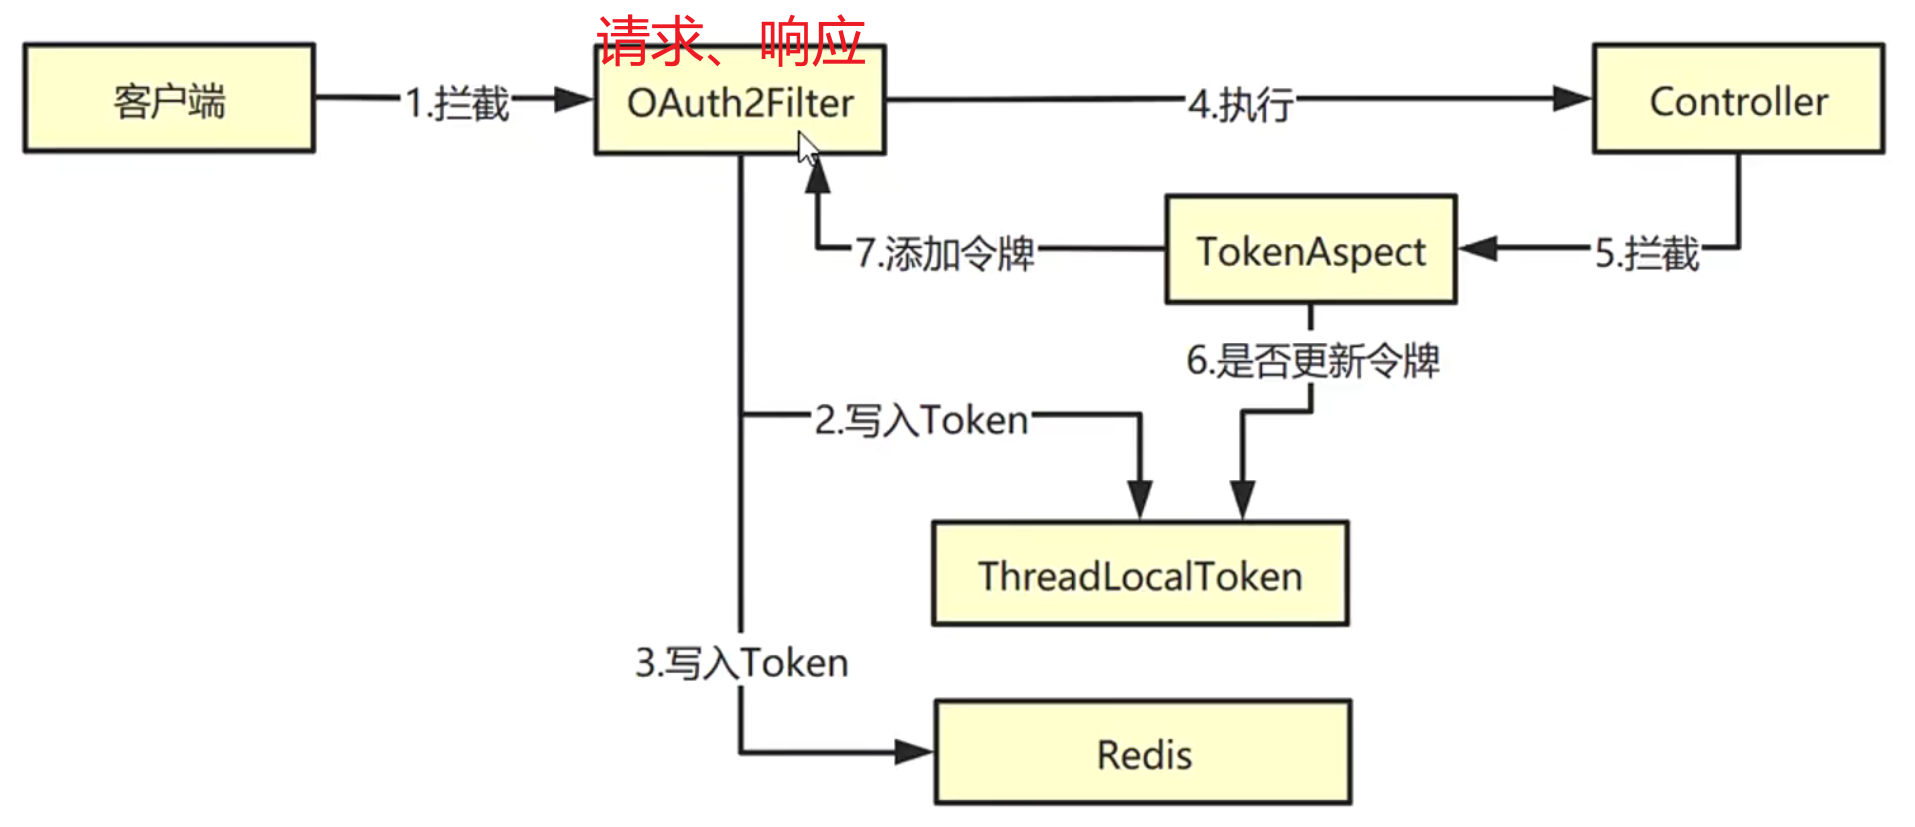 请求、响应
客户端
1.拦截
OAuth2Filter
4.执行
Controller
7.添加令牌
TokenAspect
5.拦截
6.是否更新令牌
2.写入Token
ThreadLocalToken
3.写入Token
Redis